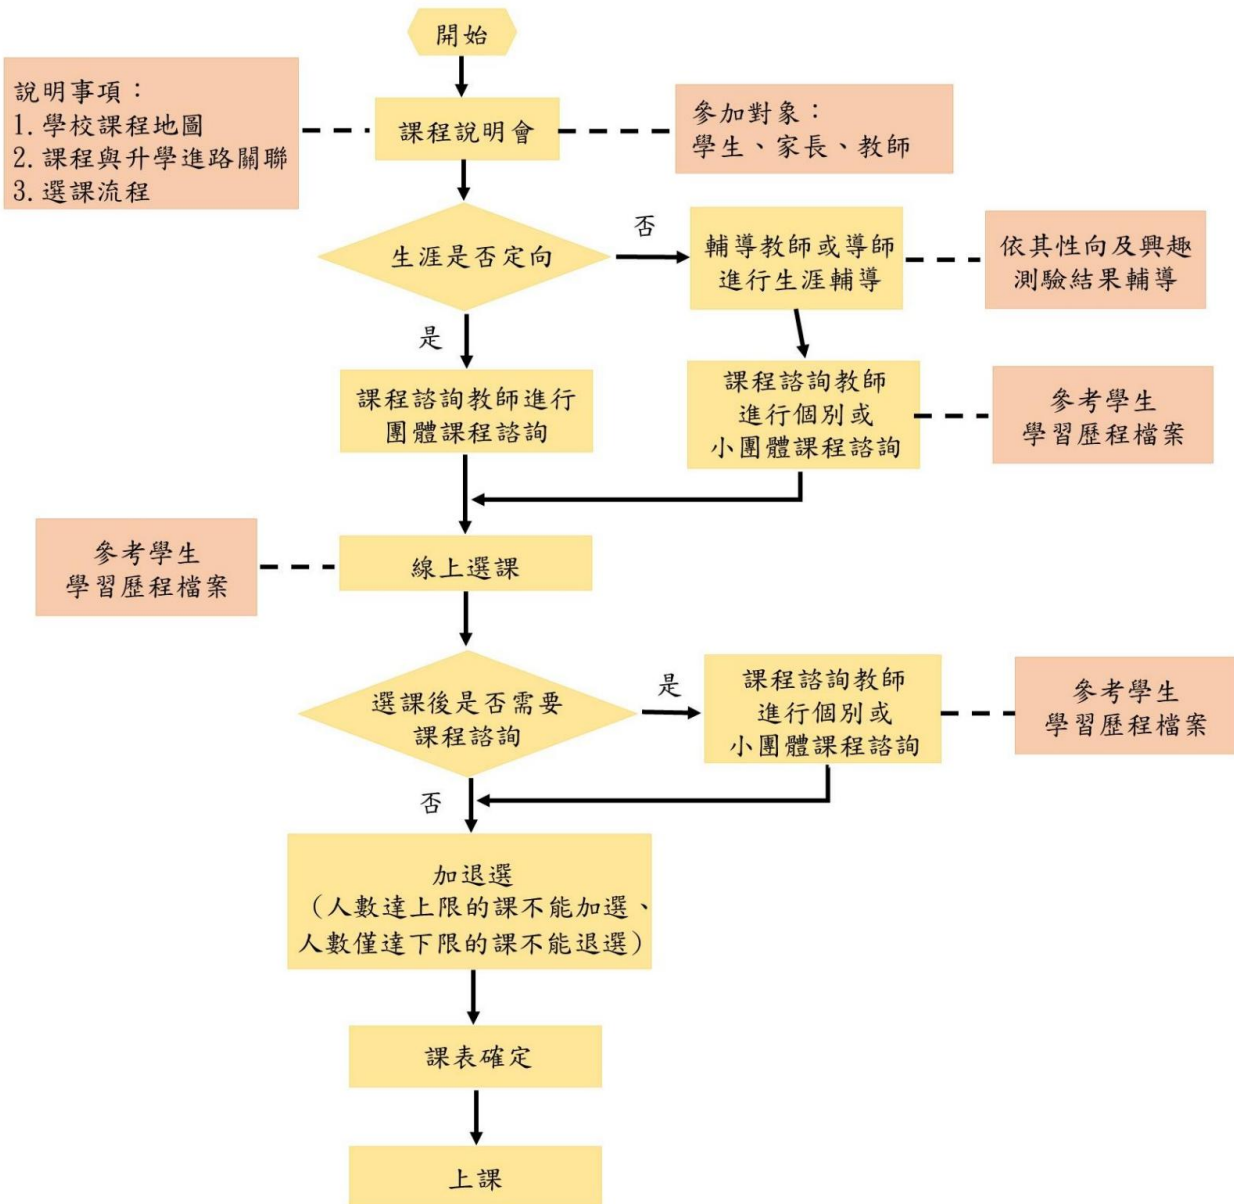 開始
說明事項：
1.學校課程地圖
2.課程與升學進路關聯
3.選課流程
課程說明會
參加對象：
學生、家長、教師
生涯是否定向
否
輔導教師或導師
進行生涯輔導
依其性向及興趣
測驗結果輔導
是
課程諮詢教師進行
團體課程諮詢
課程諮詢教師
進行個別或
小團體課程諮詢
參考學生
學習歷程檔案
參考學生
學習歷程檔案
線上選課
選課後是否需要
課程諮詢
是
課程諮詢教師
進行個別或
小團體課程諮詢
參考學生
學習歷程檔案
否
加退選
（人數達上限的課不能加選、
人數僅達下限的課不能退選）
課表確定
上課